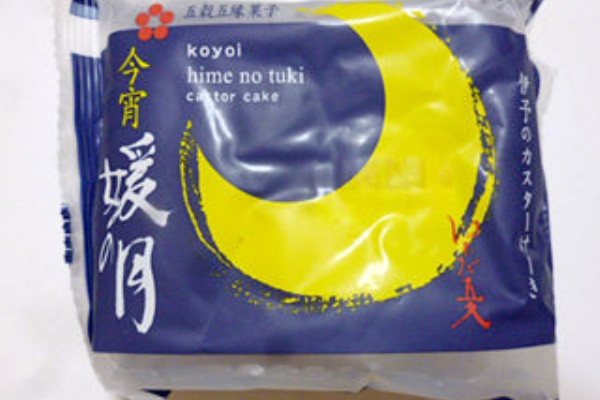 五穀五縁菓子
koyoi
hime no tuki
castor cake
今宵
媛の月
伊予のカスターけーき